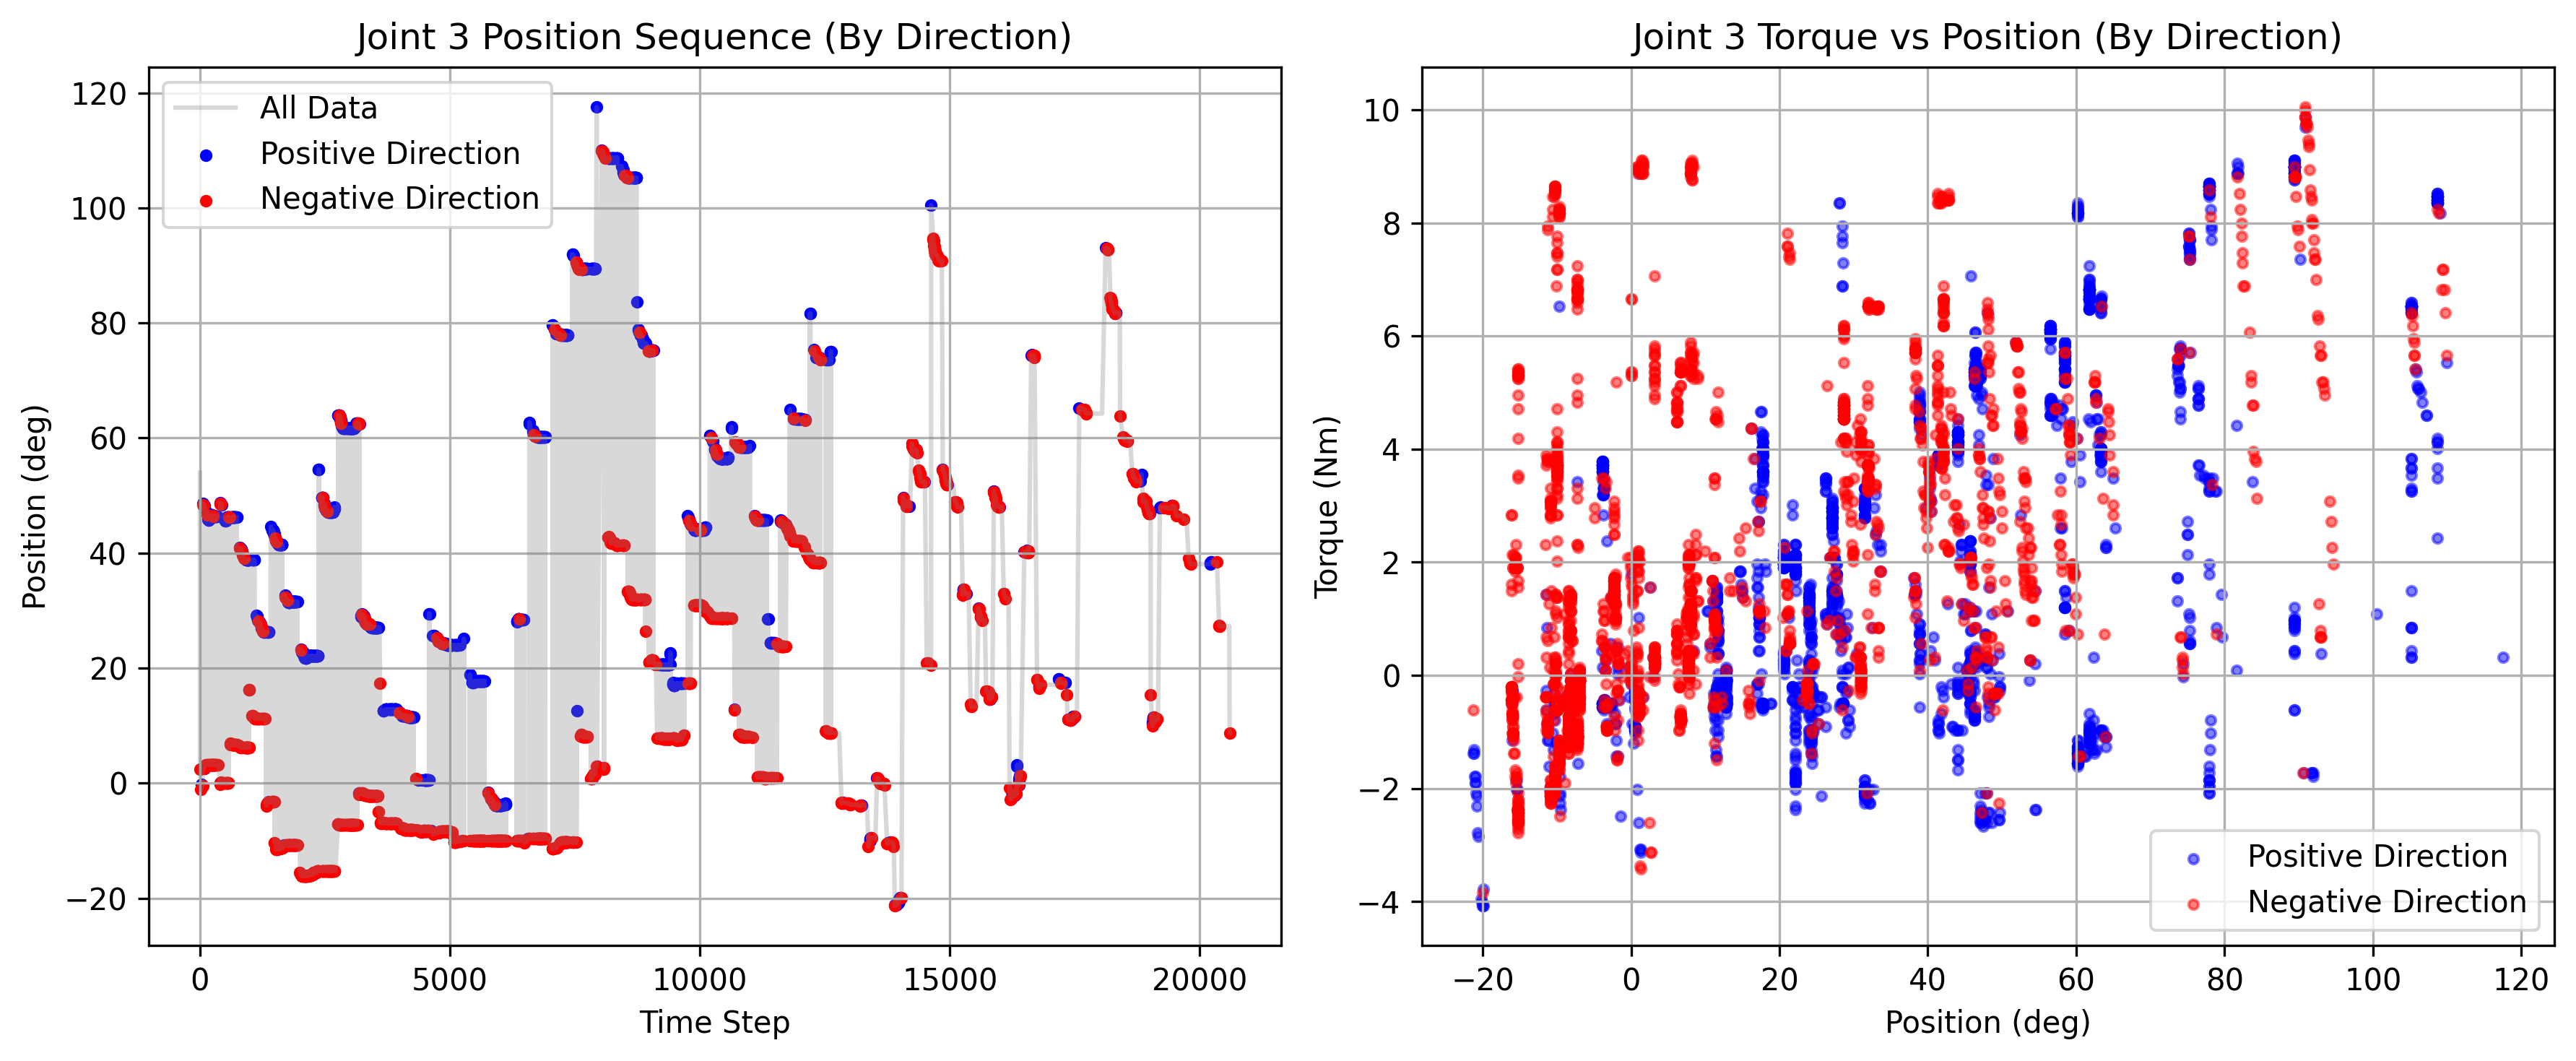 Joint 3 Position Sequence (By Direction)
Position (deg)
120
100
80
60
40
20
0
−20
All Data
Positive Direction
Negative Direction
0
5000
10000
15000
20000
Time Step
Joint 3 Torque vs Position (By Direction)
Torque (Nm)
10
8
6
4
2
0
−2
−4
Positive Direction
Negative Direction
−20
0
20
40
60
80
100
120
Position (deg)